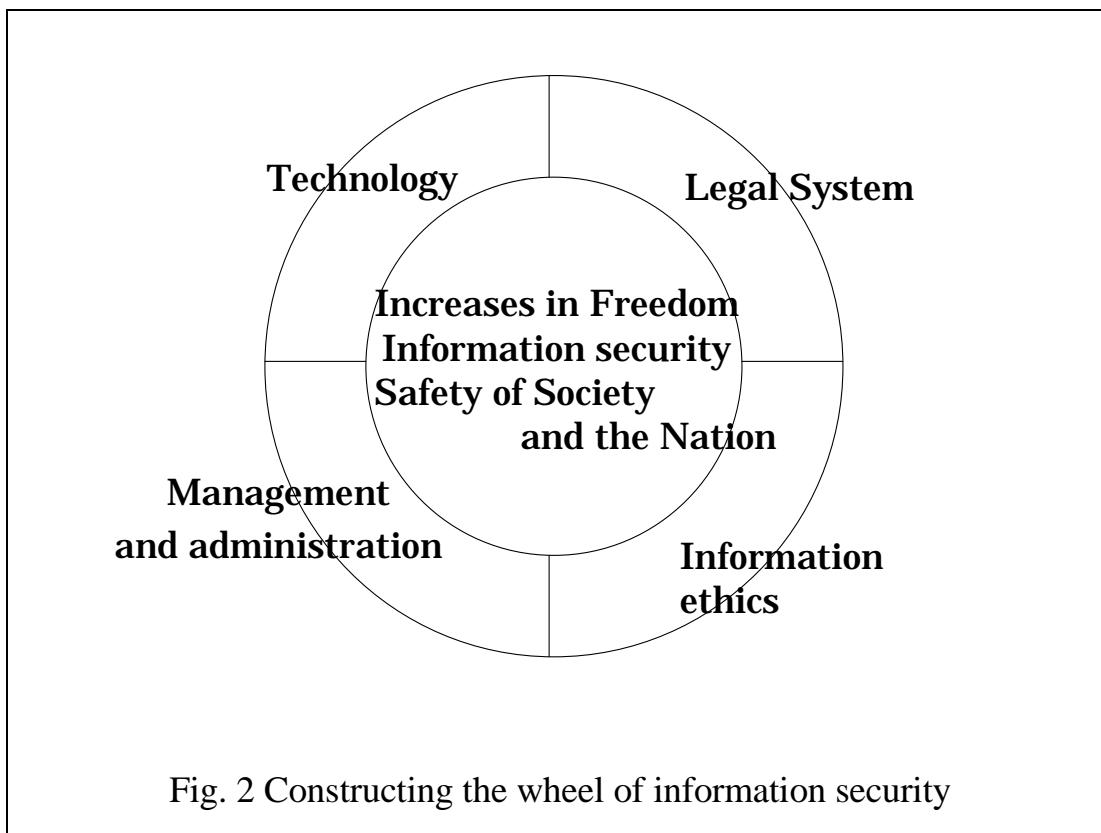 Technology
Legal System
Increases in Freedom
Information security
Safety of Society
and the Nation
Management
and administration
Information
ethics
Fig. 2 Constructing the wheel of information security